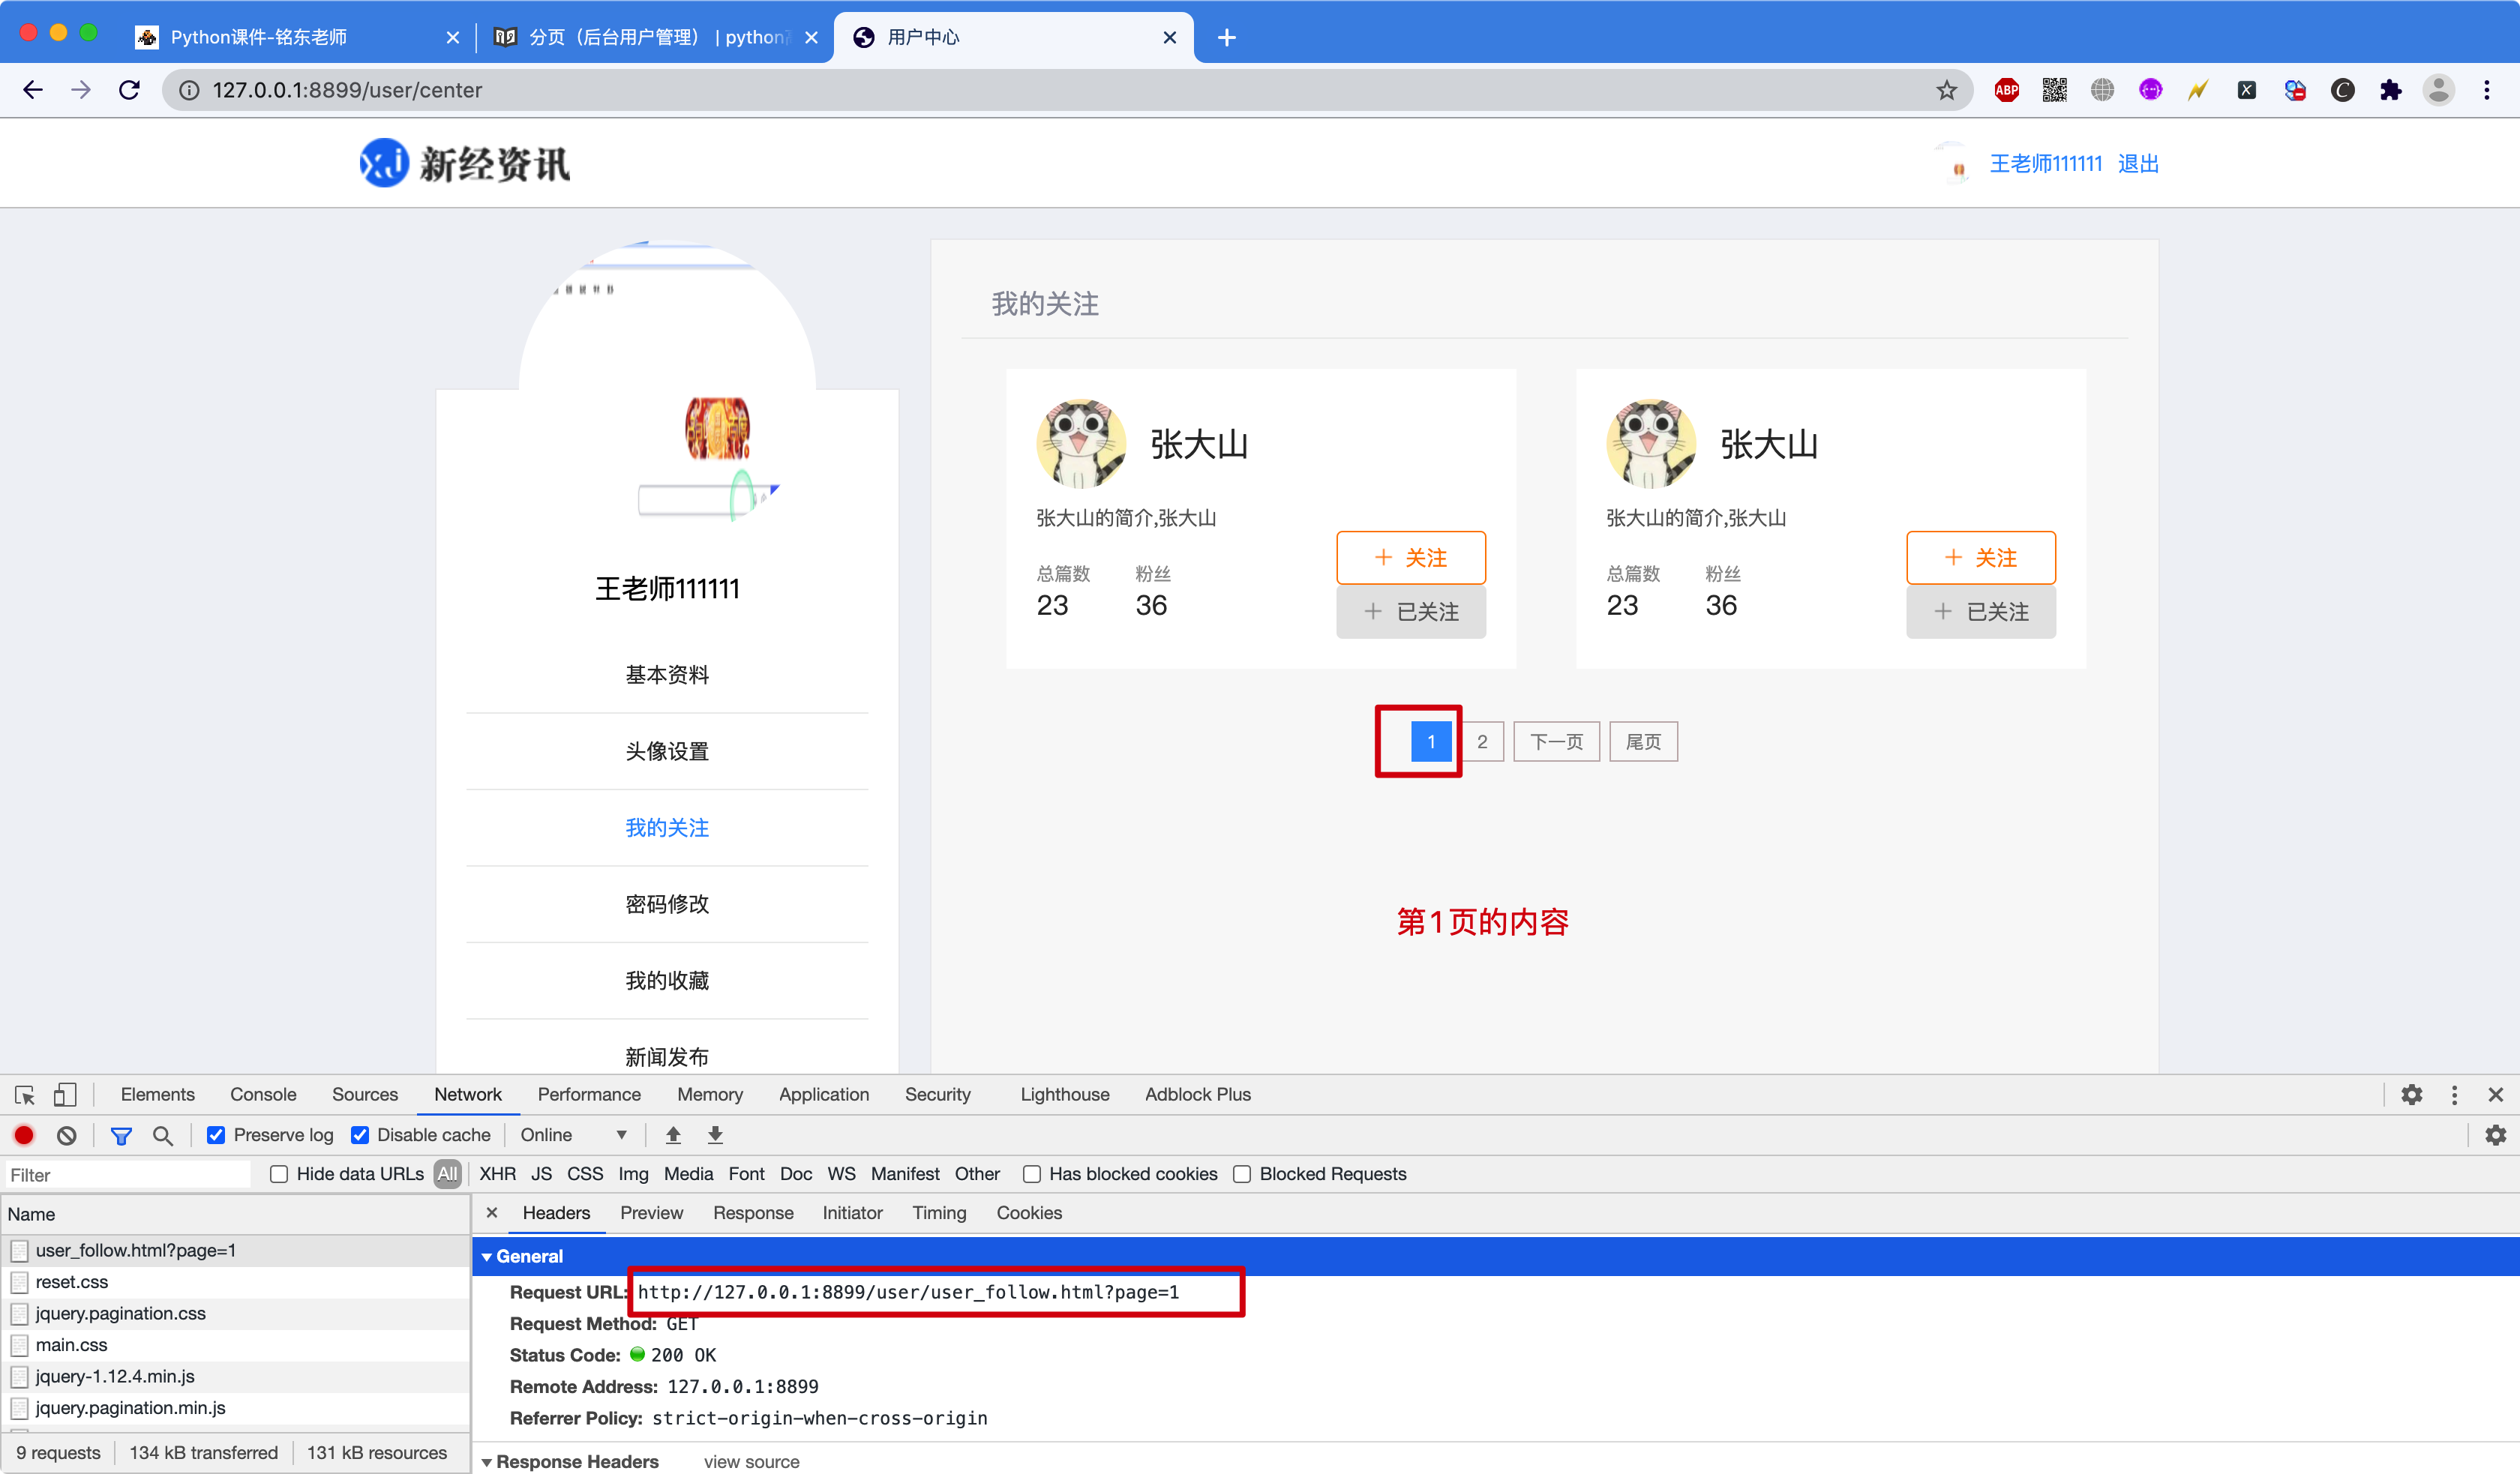 Python课件-铭东老师
分页（后台用户管理） | python
用户中心
127.0.0.1:8899/user/center
ABP
新经资讯
王老师111111 退出
王老师111111
基本资料
头像设置
我的关注
密码修改
我的收藏
新闻发布
我的关注
张大山
张大山的简介,张大山
总篇数 粉丝
23 36
+ 关注
+ 已关注
张大山
张大山的简介,张大山
总篇数 粉丝
23 36
+ 关注
+ 已关注
1 2 下一页 尾页
第1页的内容
Elements Console Sources Network Performance Memory Application Security Lighthouse Adblock Plus
Preserve log Disable cache Online
Filter Hide data URLs All XHR JS CSS Img Media Font Doc WS Manifest Other Has blocked cookies Blocked Requests
Name
user_follow.html?page=1
reset.css
jquery.pagination.css
main.css
jquery-1.12.4.min.js
jquery.pagination.min.js
9 requests 134 kB transferred 131 kB resources
Headers Preview Response Initiator Timing Cookies
General
Request URL: http://127.0.0.1:8899/user/user_follow.html?page=1
Request Method: GET
Status Code: 200 OK
Remote Address: 127.0.0.1:8899
Referrer Policy: strict-origin-when-cross-origin
Response Headers view source